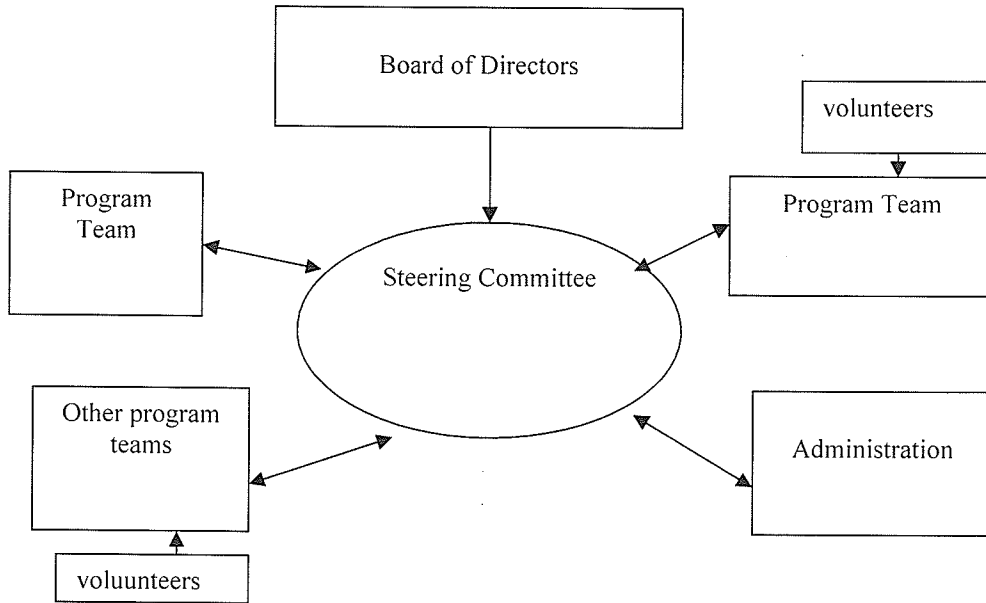 Board of Directors
volunteers
Program
Team
Program Team
Steering Committee
Other program
teams
Administration
voluunteers